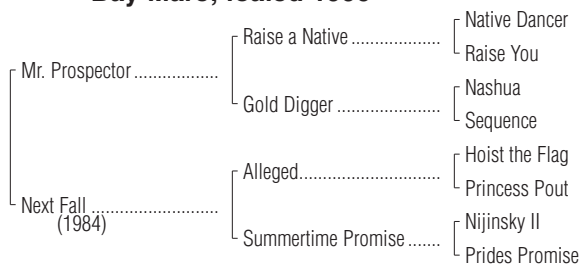 Bay Mare; foaled
Native Dancer
Raise a Native ....................
Raise You
Mr. Prospector ...................
Nashua
Gold Digger .......................
Sequence
Hoist the Flag
Alleged................................
Princess Pout
Next Fall .............................
(1984)
Nijinsky II
Summertime Promise .......
Prides Promise